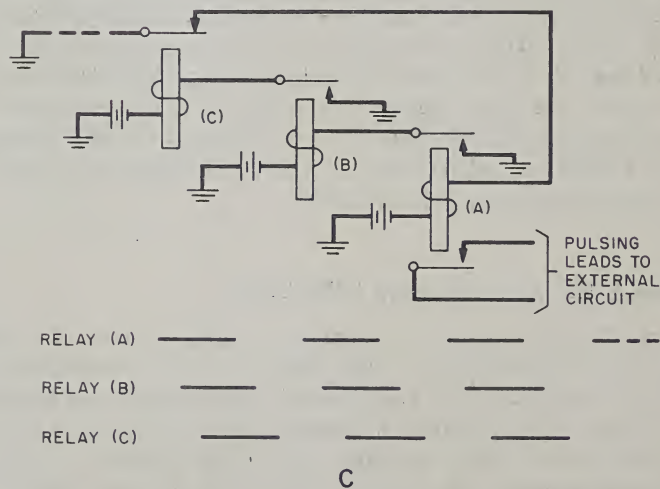 (C)
(B)
(A)
PULSING
LEADS TO
EXTERNAL
CIRCUIT
RELAY (A)
RELAY (B)
RELAY (C)
C